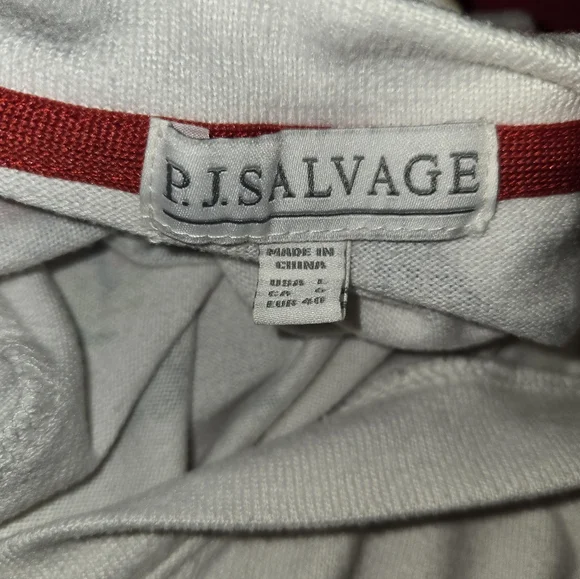 P.J.SALVAGE
MADE IN
CHINA
USA L
CA
EUR 40